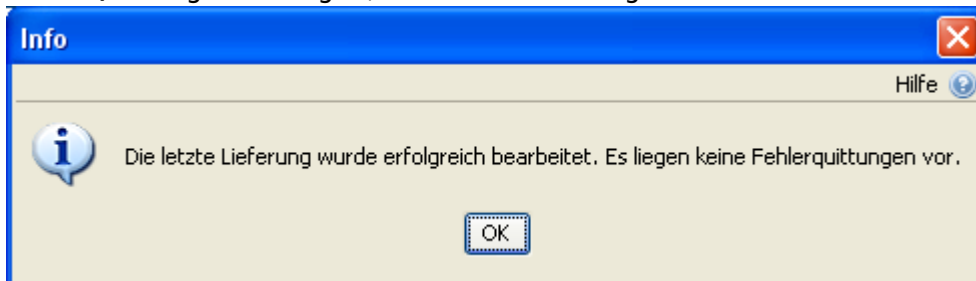 Info
Hilfe
Die letzte Lieferung wurde erfolgreich bearbeitet. Es liegen keine Fehlerquittungen vor.
OK